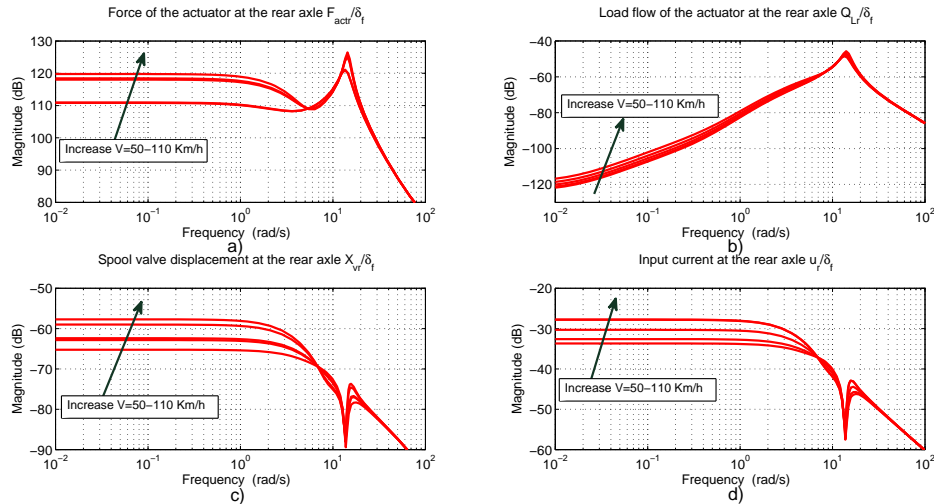 Force of the actuator at the rear axle F_actr/δ_f
130
120
110
100
90
80
Magnitude (dB)
Increase V=50−110 Km/h
10^−2 10^−1 10^0 10^1 10^2
Frequency (rad/s)
a)
Load flow of the actuator at the rear axle Q_Lr/δ_f
−40
−60
−80
−100
−120
Magnitude (dB)
Increase V=50−110 Km/h
10^−2 10^−1 10^0 10^1 10^2
Frequency (rad/s)
b)
Spool valve displacement at the rear axle X_vr/δ_f
−50
−60
−70
−80
−90
Magnitude (dB)
Increase V=50−110 Km/h
10^−2 10^−1 10^0 10^1 10^2
Frequency (rad/s)
c)
Input current at the rear axle u_r/δ_f
−20
−30
−40
−50
−60
Magnitude (dB)
Increase V=50−110 Km/h
10^−2 10^−1 10^0 10^1 10^2
Frequency (rad/s)
d)